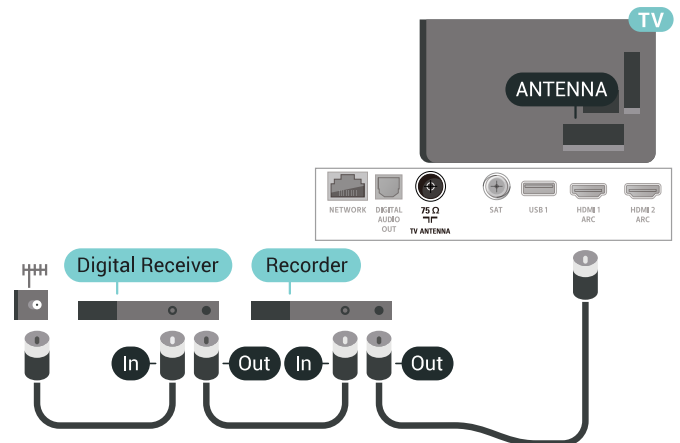 TV
ANTENNA
NETWORK
DIGITAL
AUDIO
OUT
75 Ω
TV ANTENNA
SAT
USB 1
HDMI 1
ARC
HDMI 2
ARC
Digital Receiver
Recorder
In
Out
In
Out